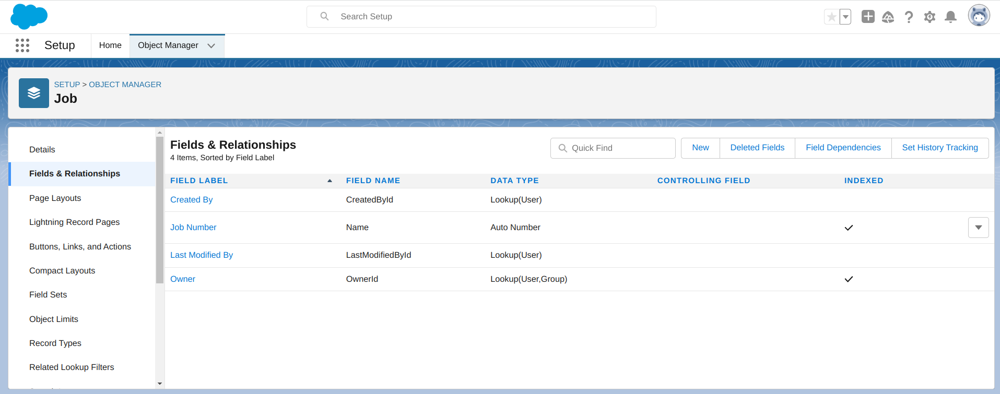 Search Setup
Setup
Home
Object Manager
SETUP > OBJECT MANAGER
Job
Details
Fields & Relationships
Page Layouts
Lightning Record Pages
Buttons, Links, and Actions
Compact Layouts
Field Sets
Object Limits
Record Types
Related Lookup Filters
Fields & Relationships
4 Items, Sorted by Field Label
Quick Find
New
Deleted Fields
Field Dependencies
Set History Tracking
FIELD LABEL FIELD NAME DATA TYPE CONTROLLING FIELD INDEXED
Created By CreatedById Lookup(User)
Job Number Name Auto Number
Last Modified By LastModifiedById Lookup(User)
Owner OwnerId Lookup(User,Group)